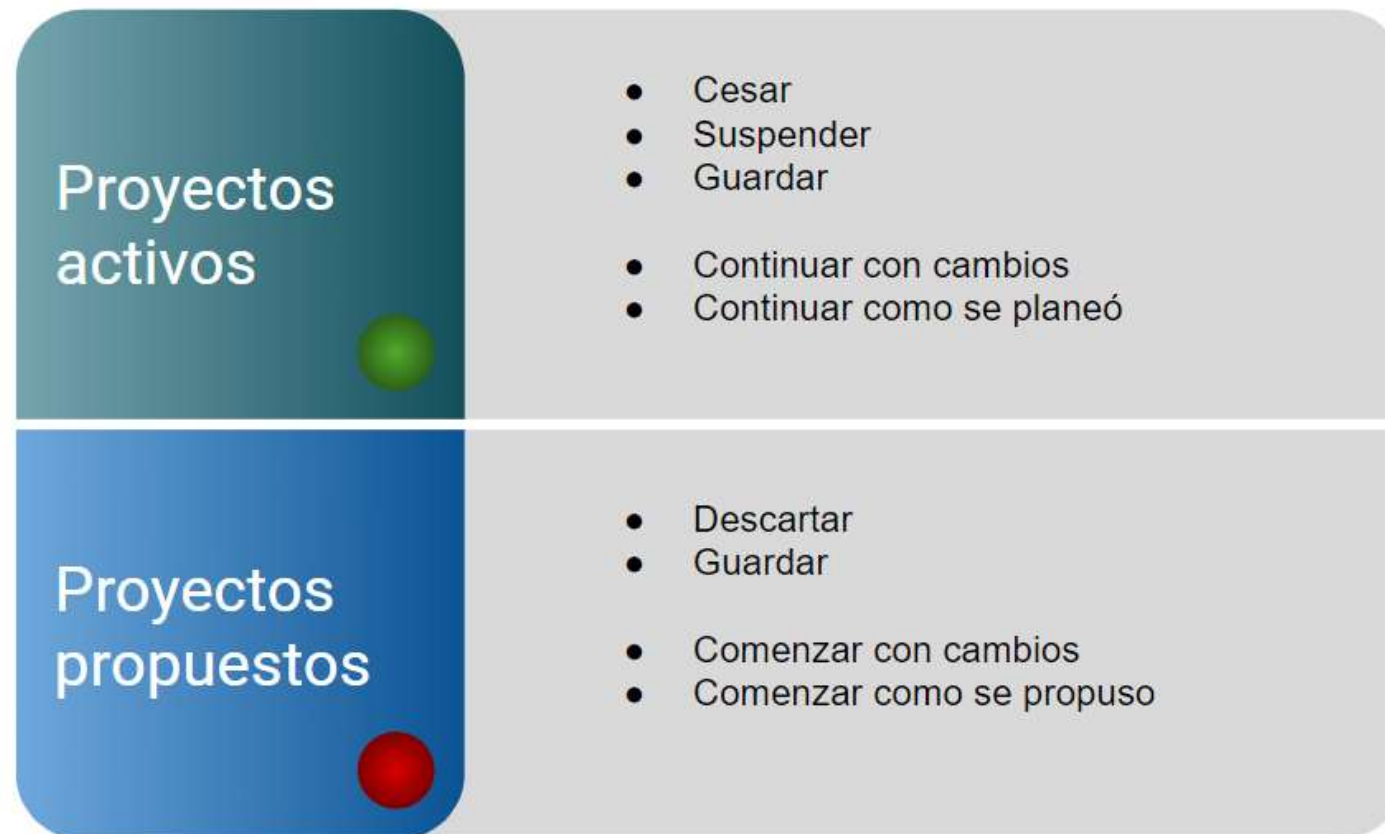 Proyectos
activos
● Cesar
● Suspender
● Guardar
● Continuar con cambios
● Continuar como se planeó
Proyectos
propuestos
● Descartar
● Guardar
● Comenzar con cambios
● Comenzar como se propuso